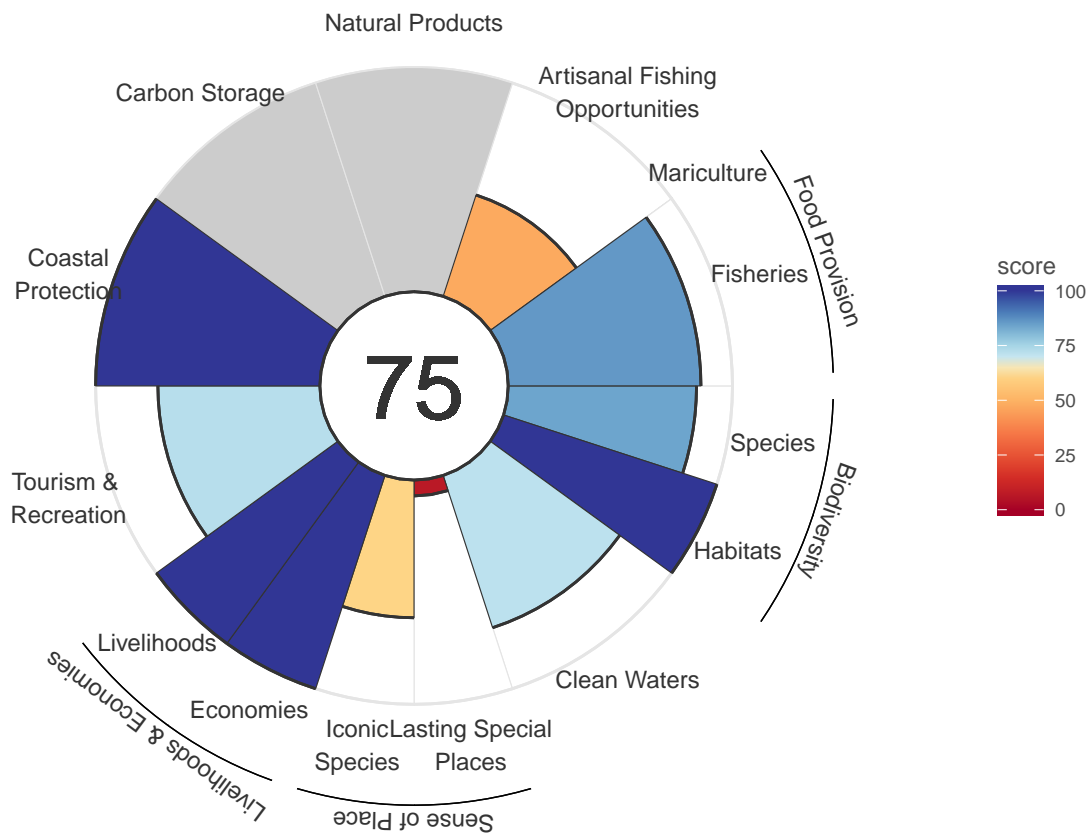 Natural Products
Carbon Storage
Artisanal Fishing
Opportunities
Mariculture
Food Provision
Fisheries
Coastal
Protection
score
100
75
50
25
0
75
Species
Biodiversity
Habitats
Tourism &
Recreation
Livelihoods
Livelihoods & Economies
Economies
Clean Waters
Iconic
Species
Lasting Special
Places
Sense of Place